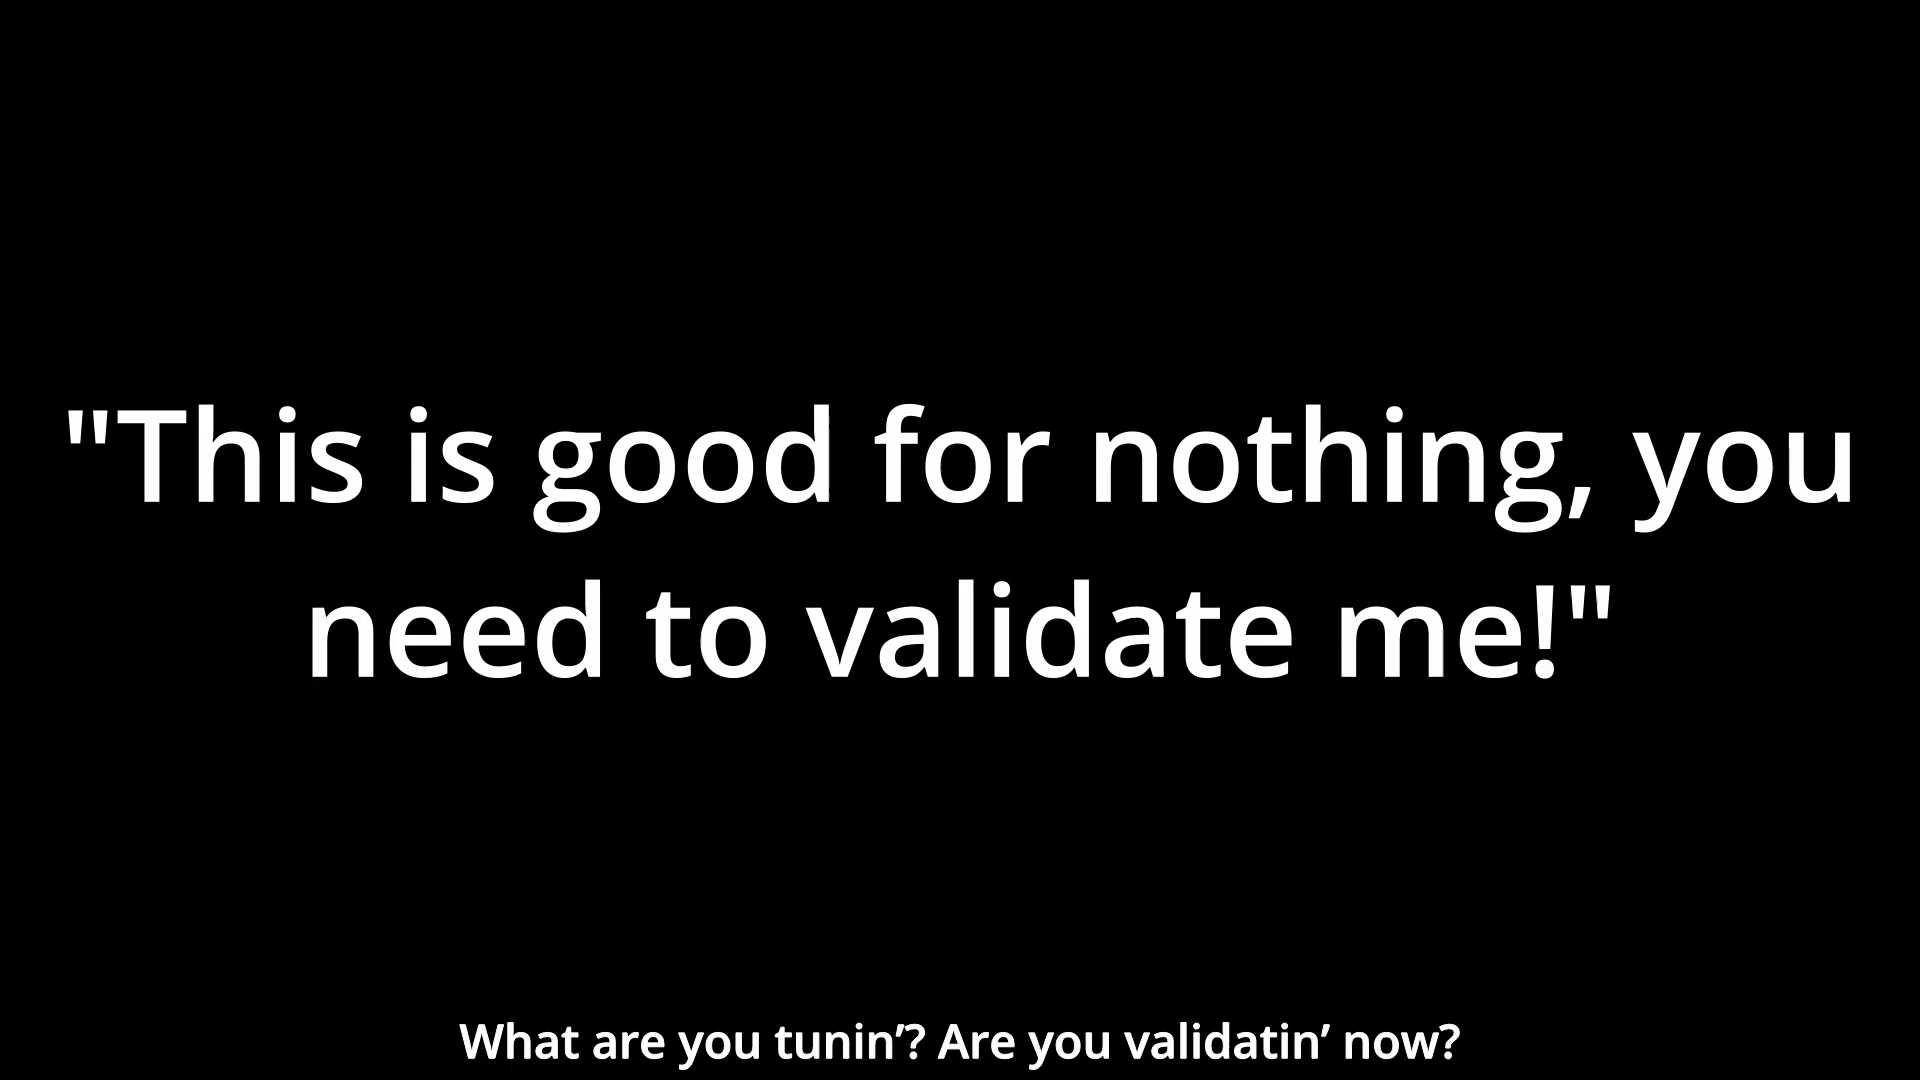 "This is good for nothing, you
need to validate me!"
What are you tunin’? Are you validatin’ now?